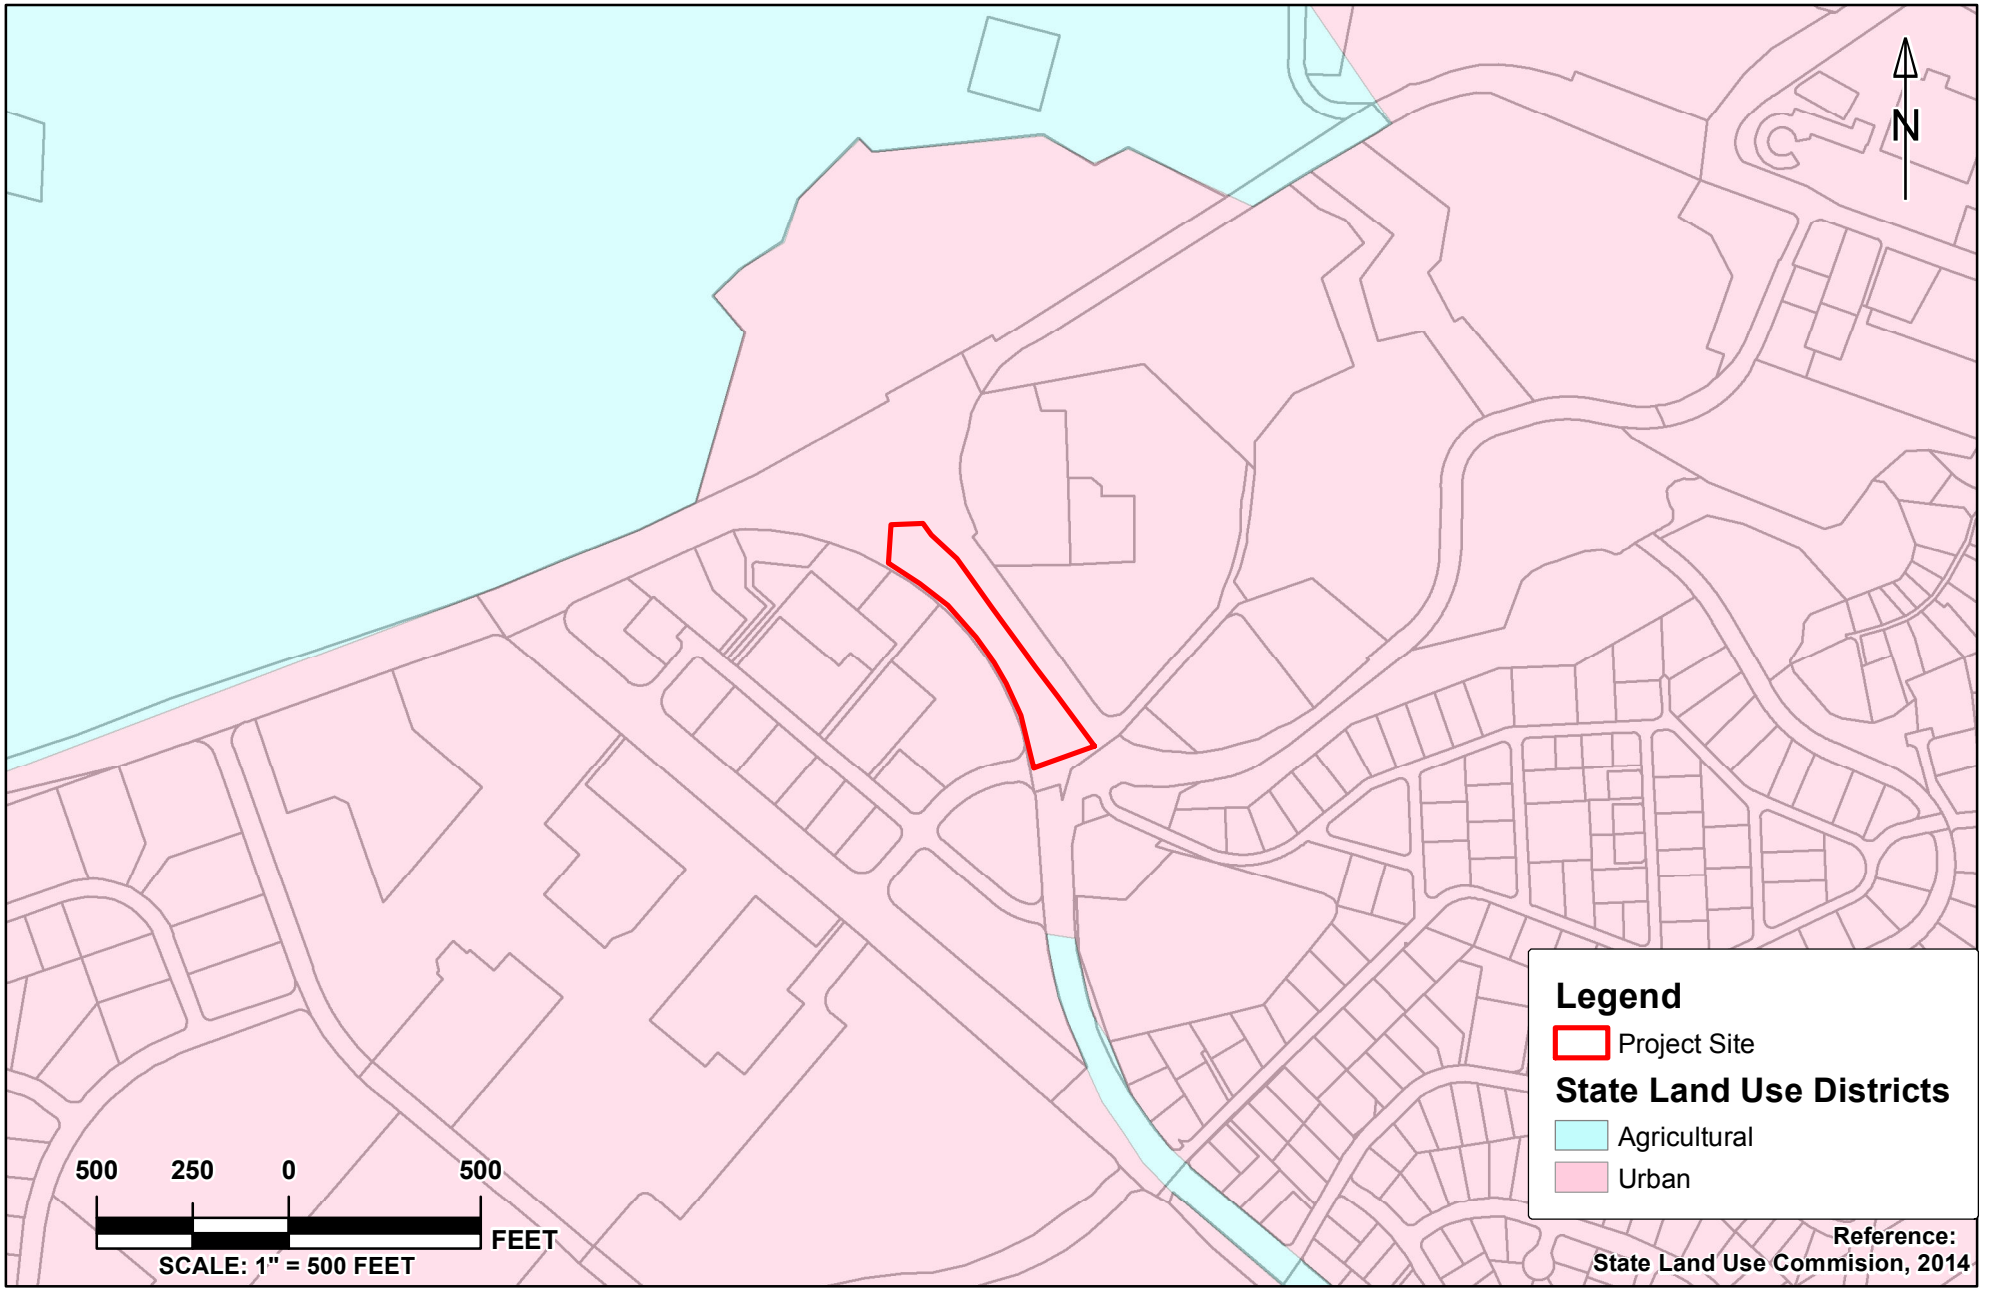 N
Legend
Project Site
State Land Use Districts
Agricultural
Urban
500 250 0 500
FEET
SCALE: 1" = 500 FEET
Reference:
State Land Use Commision, 2014